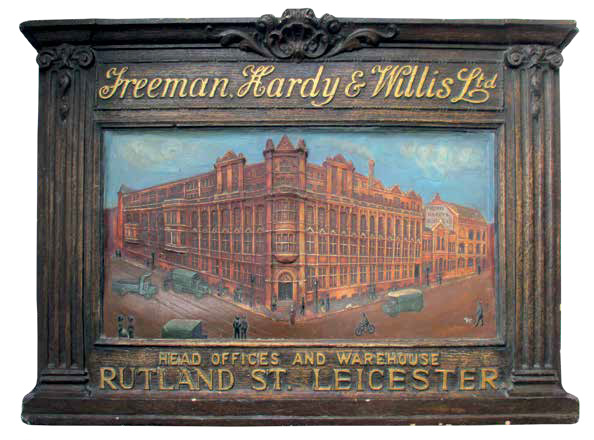 Freeman, Hardy & Willis Ltd
HEAD OFFICES AND WAREHOUSE
RUTLAND ST. LEICESTER.